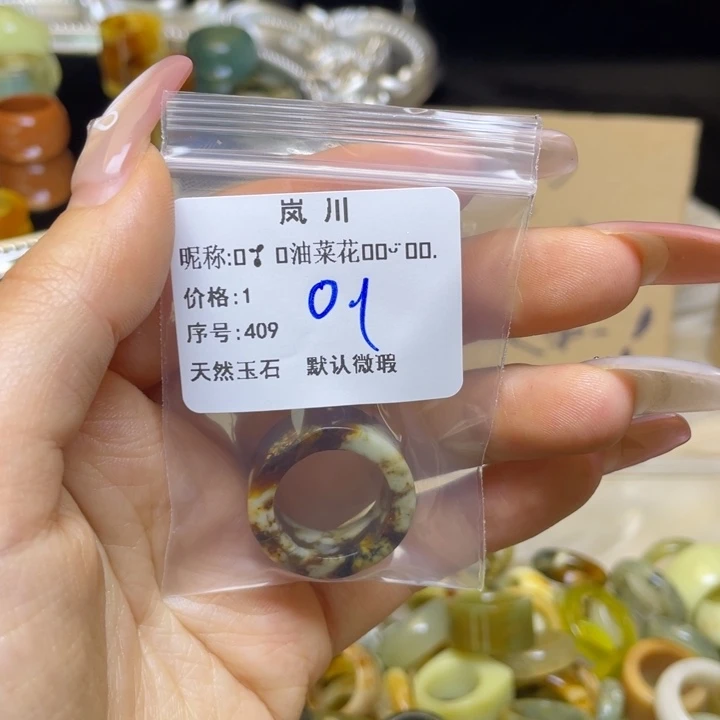 岚川
昵称:▯ ▯油菜花▯▯ ▯▯.
价格:1
01
序号:409
天然玉石 默认微瑕